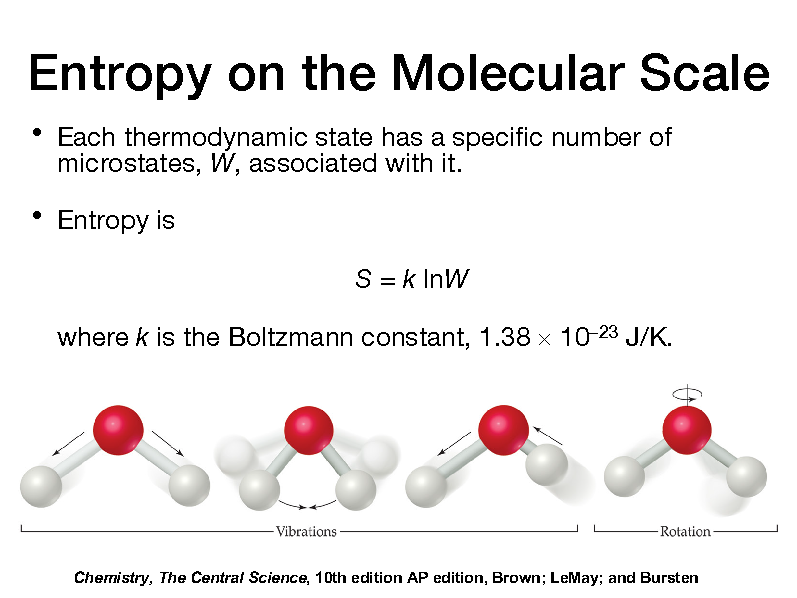 Entropy on the Molecular Scale
• Each thermodynamic state has a specific number of
microstates, W, associated with it.
• Entropy is
S = k lnW
where k is the Boltzmann constant, 1.38 × 10⁻²³ J/K.
Vibrations
Rotation
Chemistry, The Central Science, 10th edition AP edition, Brown; LeMay; and Bursten